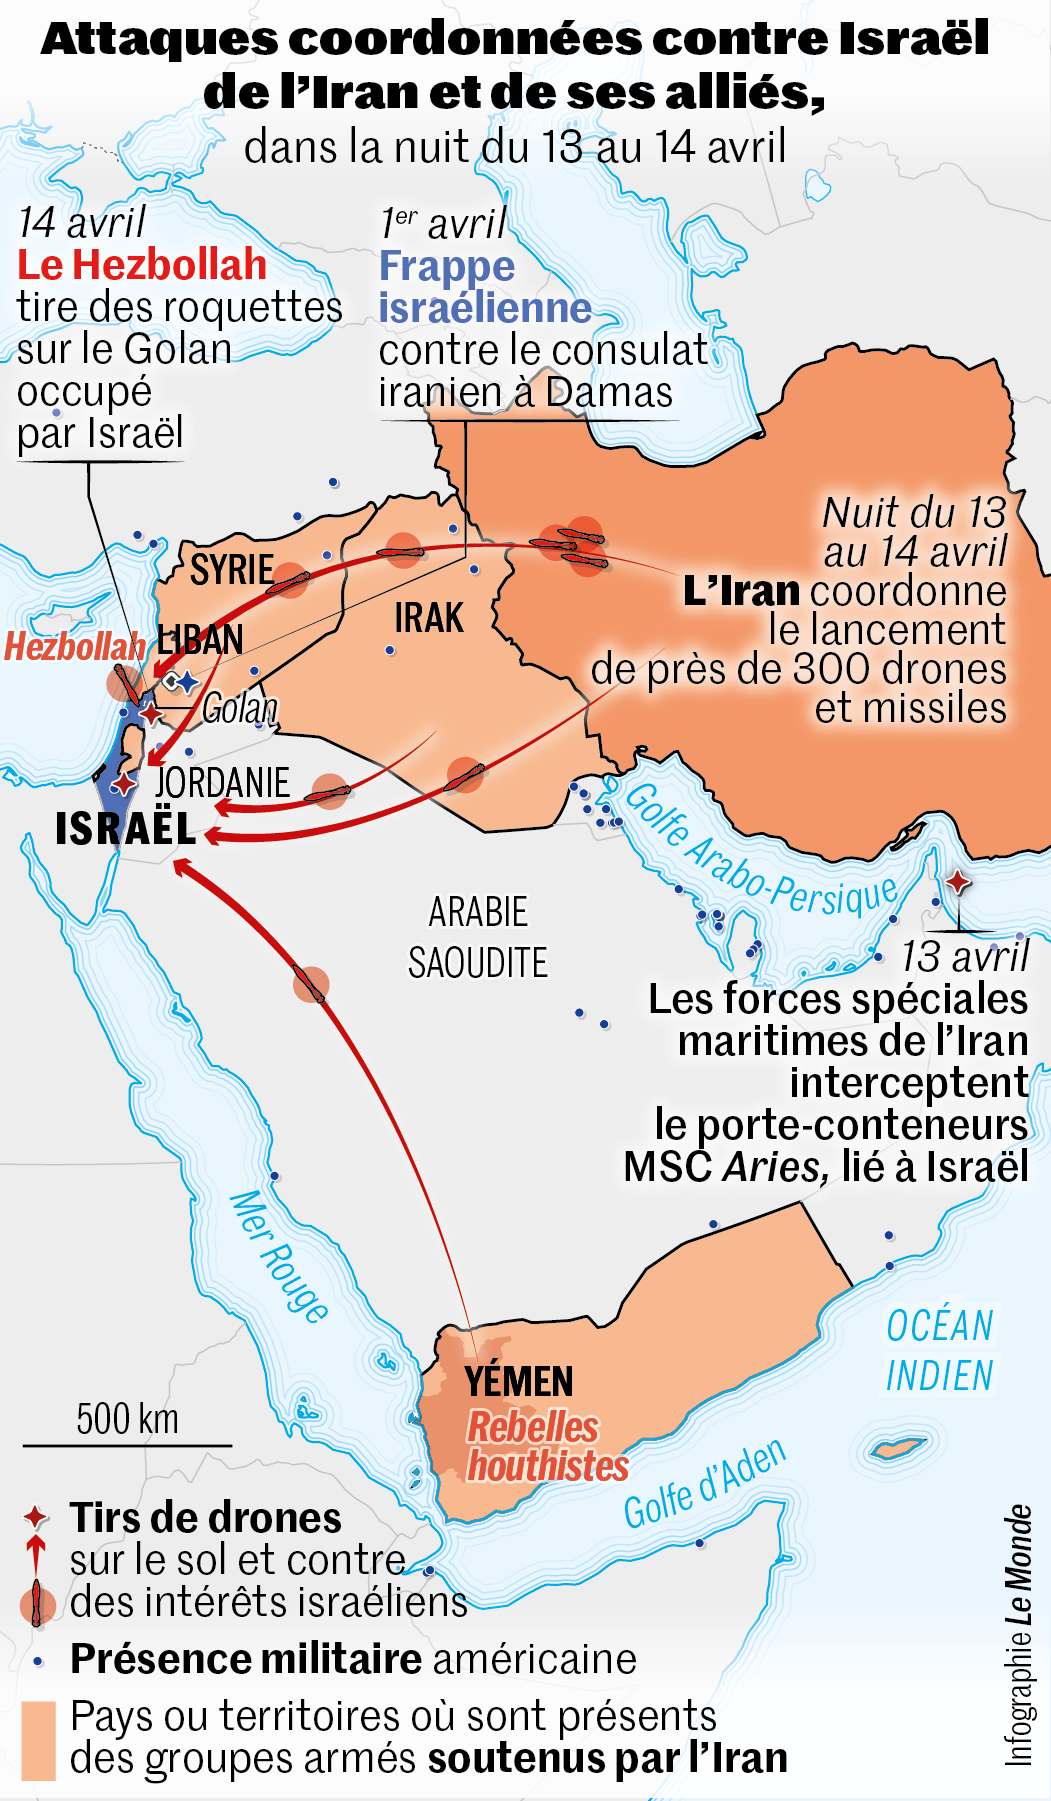 Attaques coordonnées contre Israël
de l’Iran et de ses alliés,
dans la nuit du 13 au 14 avril
14 avril
Le Hezbollah
tire des roquettes
sur le Golan
occupé
par Israël
1er avril
Frappe
israélienne
contre le consulat
iranien à Damas
Nuit du 13
au 14 avril
L’Iran coordonne
le lancement
de près de 300 drones
et missiles
SYRIE
IRAK
LIBAN
Hezbollah
Golan
JORDANIE
ISRAËL
Golfe Arabo-Persique
ARABIE
SAOUDITE
13 avril
Les forces spéciales
maritimes de l’Iran
interceptent
le porte-conteneurs
MSC Aries, lié à Israël
Mer Rouge
OCÉAN
INDIEN
YÉMEN
Rebelles
houthistes
Golfe d’Aden
500 km
Tirs de drones
sur le sol et contre
des intérêts israéliens
Présence militaire américaine
Pays ou territoires où sont présents
des groupes armés soutenus par l’Iran
Infographie Le Monde